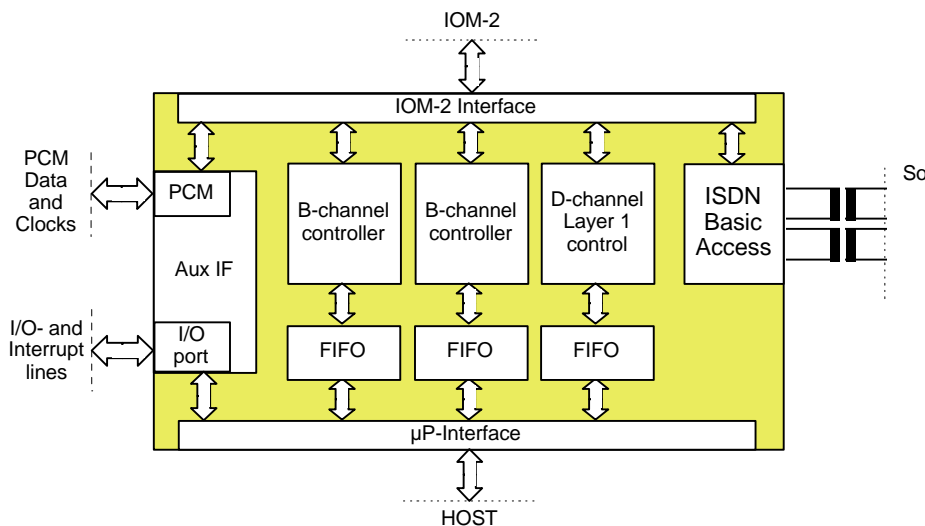 IOM-2
IOM-2 Interface
PCM
Data
and
Clocks
PCM
B-channel
controller
B-channel
controller
D-channel
Layer 1
control
ISDN
Basic
Access
So
Aux IF
I/O- and
Interrupt
lines
I/O
port
FIFO
FIFO
FIFO
µP-Interface
HOST